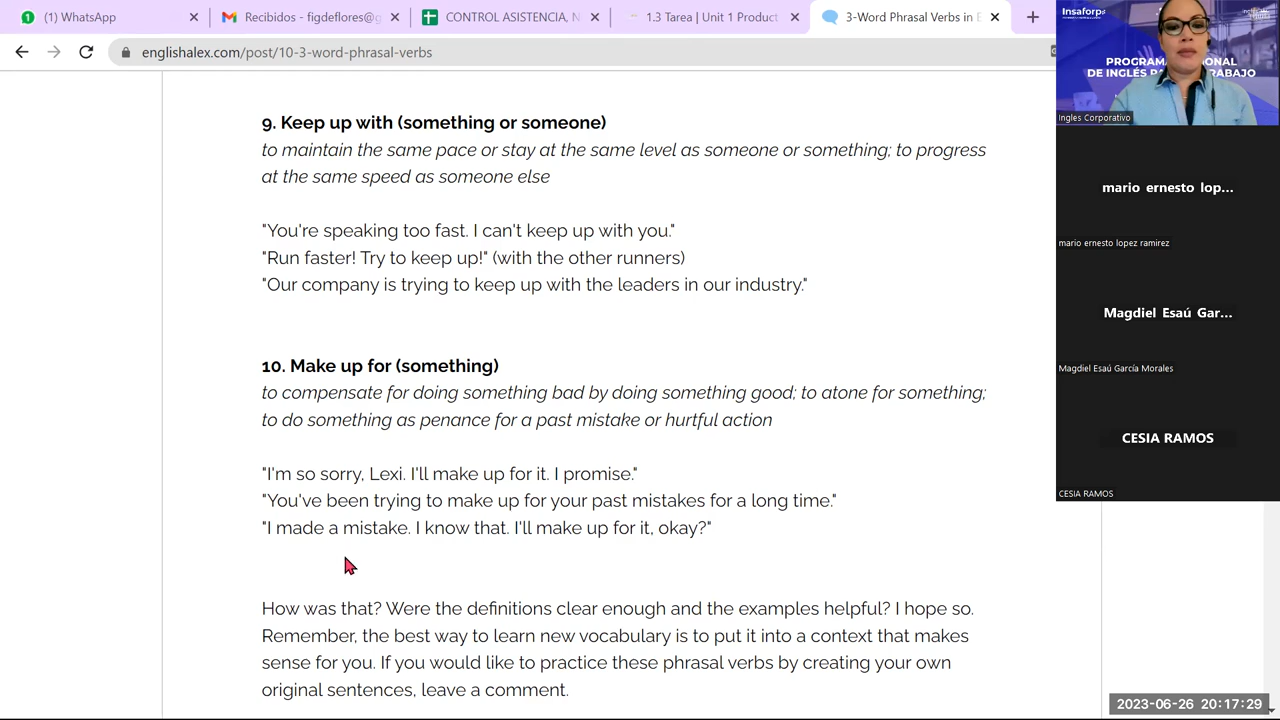 (1) WhatsApp
Recibidos - figdeflores
CONTROL ASISTEN
1.3 Tarea | Unit 1 Product
3-Word Phrasal Verbs in E
englishalex.com/post/10-3-word-phrasal-verbs
9. Keep up with (something or someone)
to maintain the same pace or stay at the same level as someone or something; to progress
at the same speed as someone else
"You're speaking too fast. I can't keep up with you."
"Run faster! Try to keep up!" (with the other runners)
"Our company is trying to keep up with the leaders in our industry."
10. Make up for (something)
to compensate for doing something bad by doing something good; to atone for something;
to do something as penance for a past mistake or hurtful action
"I'm so sorry, Lexi. I'll make up for it. I promise."
"You've been trying to make up for your past mistakes for a long time."
"I made a mistake. I know that. I'll make up for it, okay?"
How was that? Were the definitions clear enough and the examples helpful? I hope so.
Remember, the best way to learn new vocabulary is to put it into a context that makes
sense for you. If you would like to practice these phrasal verbs by creating your own
original sentences, leave a comment.
Insaforp
PROGRAMA
ONAL
DE INGLÉS
RABAJO
Ingles Corporativo
mario ernesto lop...
mario ernesto lopez ramirez
Magdiel Esaú Gar...
Magdiel Esaú García Morales
CESIA RAMOS
CESIA RAMOS
2023-06-26 20:17:29